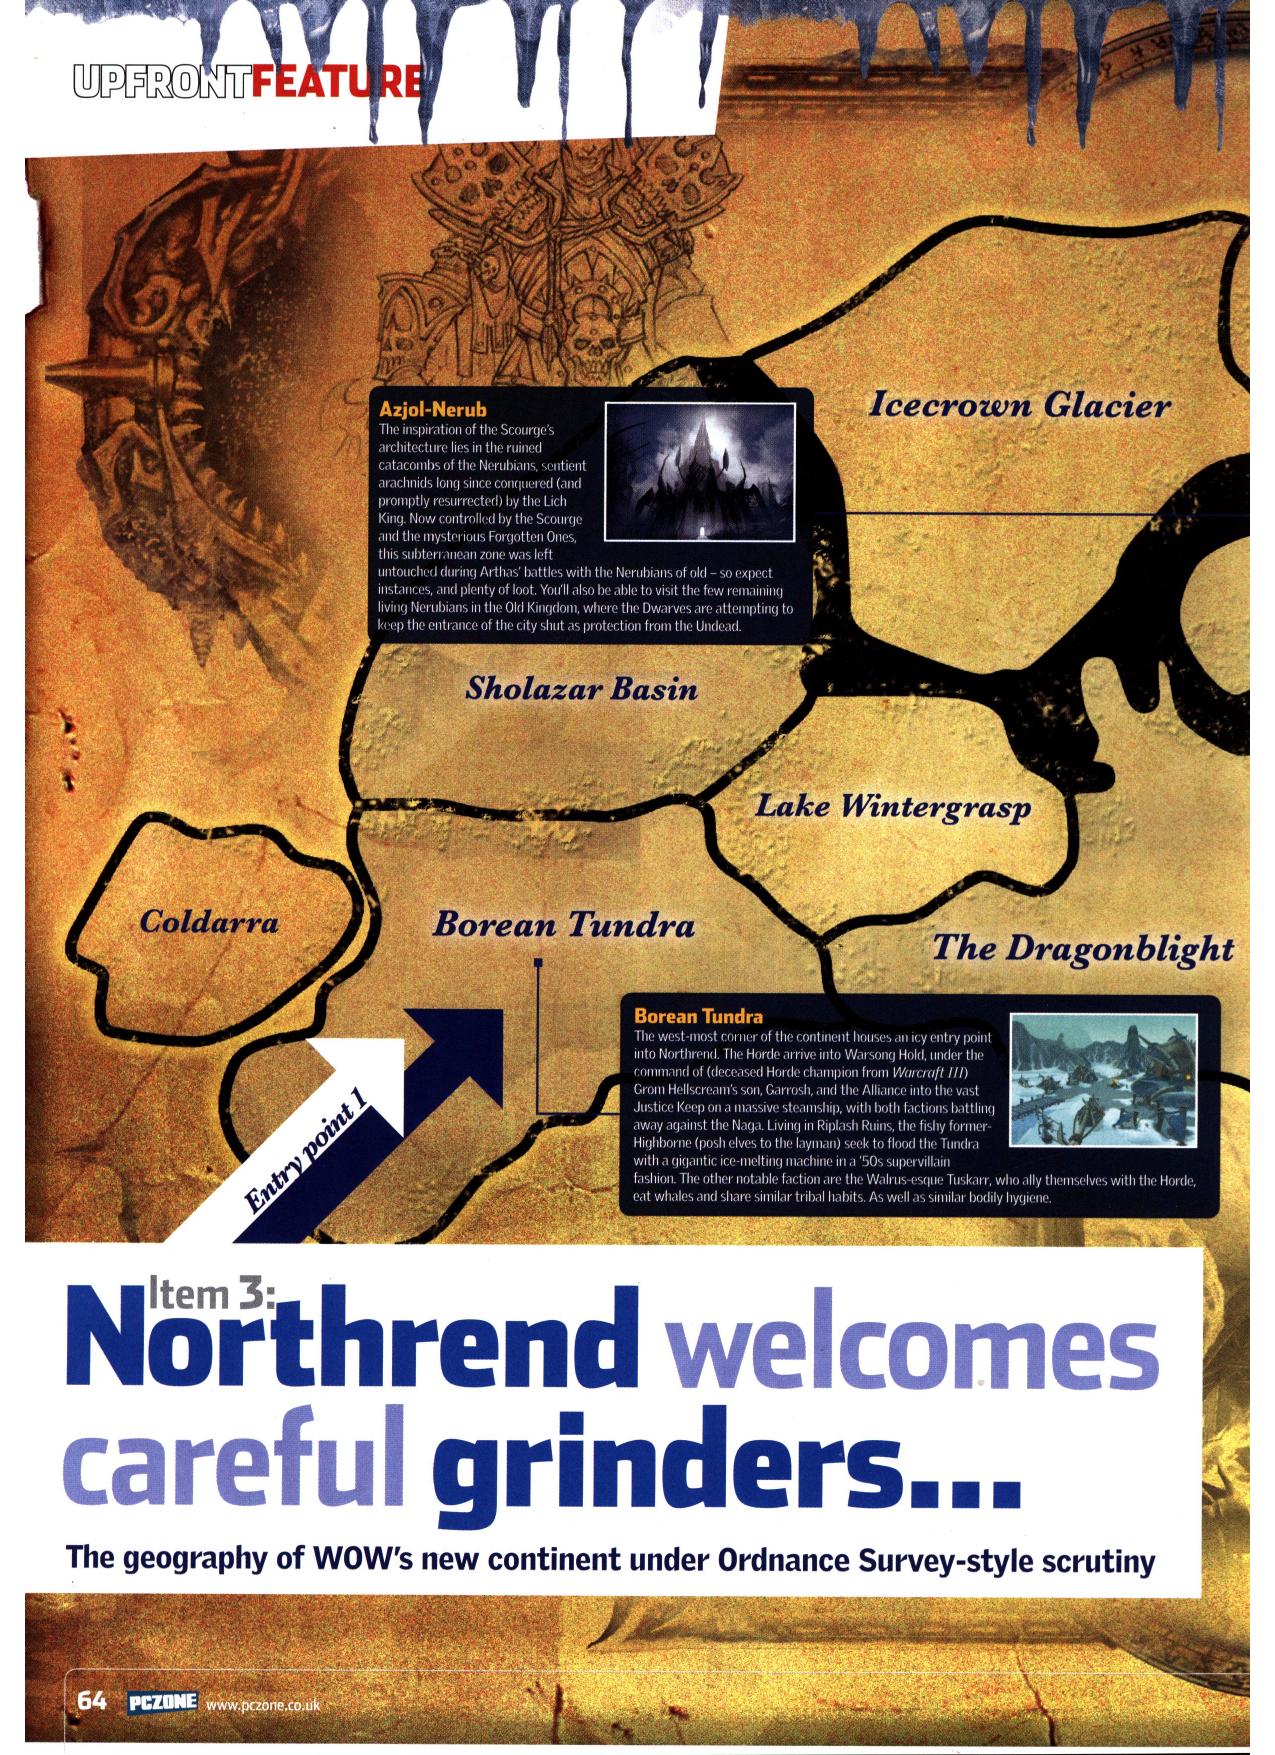 UPFRONTFEATURE
Icecrown Glacier
Azjol-Nerub
The inspiration of the Scourge's
architecture lies in the ruined
catacombs of the Nerubians, sentient
arachnids long since conquered (and
promptly resurrected) by the Lich
King. Now controlled by the Scourge
and the mysterious Forgotten Ones,
this subterranean zone was left
untouched during Arthas' battles with the Nerubians of old – so expect
instances, and plenty of loot. You'll also be able to visit the few remaining
living Nerubians in the Old Kingdom, where the Dwarves are attempting to
keep the entrance of the city shut as protection from the Undead.
Sholazar Basin
Lake Wintergrasp
Coldarra
Borean Tundra
The Dragonblight
Borean Tundra
The west-most corner of the continent houses an icy entry point
into Northrend. The Horde arrive into Warsong Hold, under the
command of (deceased Horde champion from Warcraft III)
Grom Hellscream's son, Garrosh, and the Alliance into the vast
Justice Keep on a massive steamship, with both factions battling
away against the Naga. Living in Riplash Ruins, the fishy former-
Highborne (posh elves to the layman) seek to flood the Tundra
with a gigantic ice-melting machine in a '50s supervillain
fashion. The other notable faction are the Walrus-esque Tuskarr, who ally themselves with the Horde,
eat whales and share similar tribal habits. As well as similar bodily hygiene.
Entry point 1
Item 3:
Northrend welcomes
careful grinders...
The geography of WOW's new continent under Ordnance Survey-style scrutiny
64 PCZONE www.pczone.co.uk